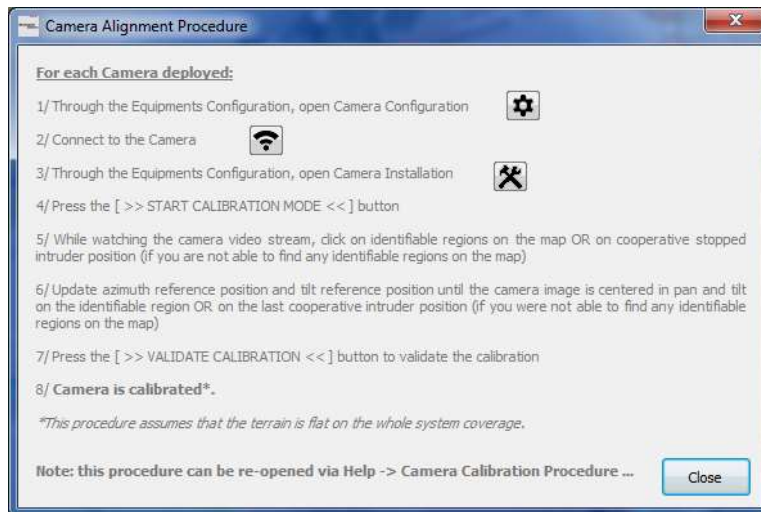 Camera Alignment Procedure
For each Camera deployed:
1/ Through the Equipments Configuration, open Camera Configuration
2/ Connect to the Camera
3/ Through the Equipments Configuration, open Camera Installation
4/ Press the [ >> START CALIBRATION MODE << ] button
5/ While watching the camera video stream, click on identifiable regions on the map OR on cooperative stopped
intruder position (if you are not able to find any identifiable regions on the map)
6/ Update azimuth reference position and tilt reference position until the camera image is centered in pan and tilt
on the identifiable region OR on the last cooperative intruder position (if you were not able to find any identifiable
regions on the map)
7/ Press the [ >> VALIDATE CALIBRATION << ] button to validate the calibration
8/ Camera is calibrated*.
*This procedure assumes that the terrain is flat on the whole system coverage.
Note: this procedure can be re-opened via Help -> Camera Calibration Procedure ...
Close